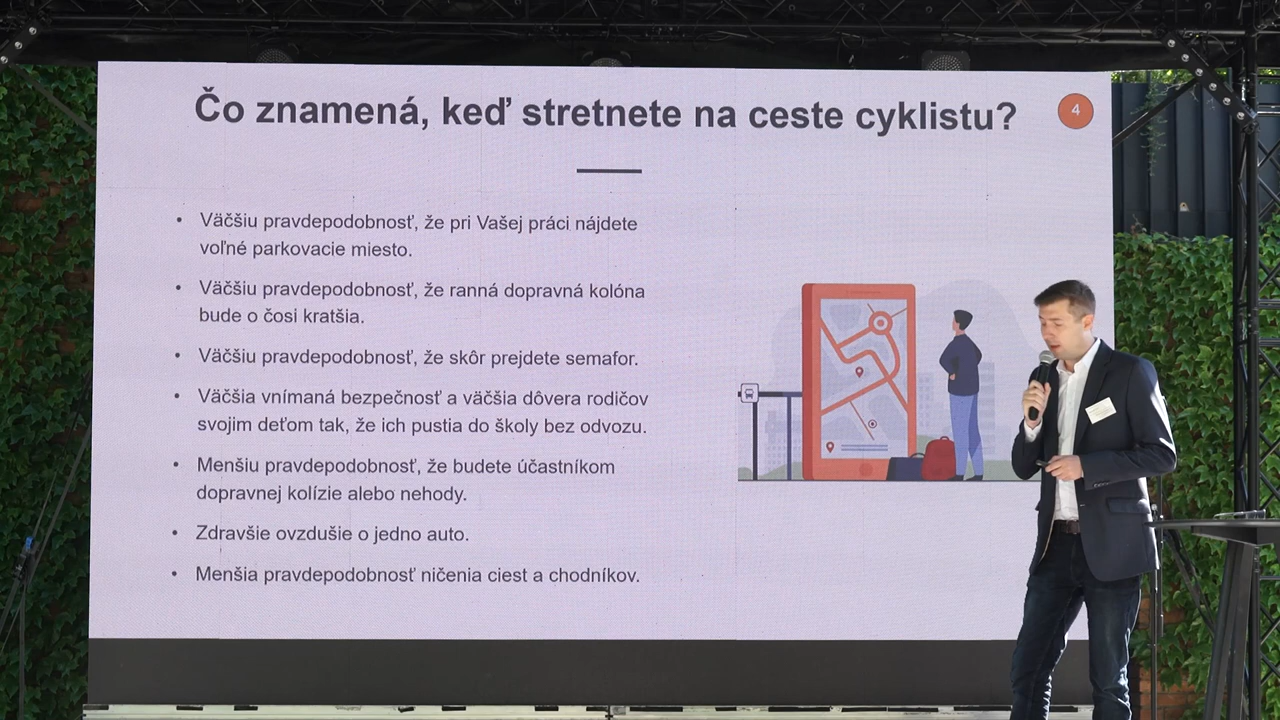 Čo znamená, keď stretnete na ceste cyklistu?
4
• Väčšiu pravdepodobnosť, že pri Vašej práci nájdete
voľné parkovacie miesto.
• Väčšiu pravdepodobnosť, že ranná dopravná kolóna
bude o čosi kratšia.
• Väčšiu pravdepodobnosť, že skôr prejdete semafor.
• Väčšia vnímaná bezpečnosť a väčšia dôvera rodičov
svojim deťom tak, že ich pustia do školy bez odvozu.
• Menšiu pravdepodobnosť, že budete účastníkom
dopravnej kolízie alebo nehody.
• Zdravšie ovzdušie o jedno auto.
• Menšia pravdepodobnosť ničenia ciest a chodníkov.